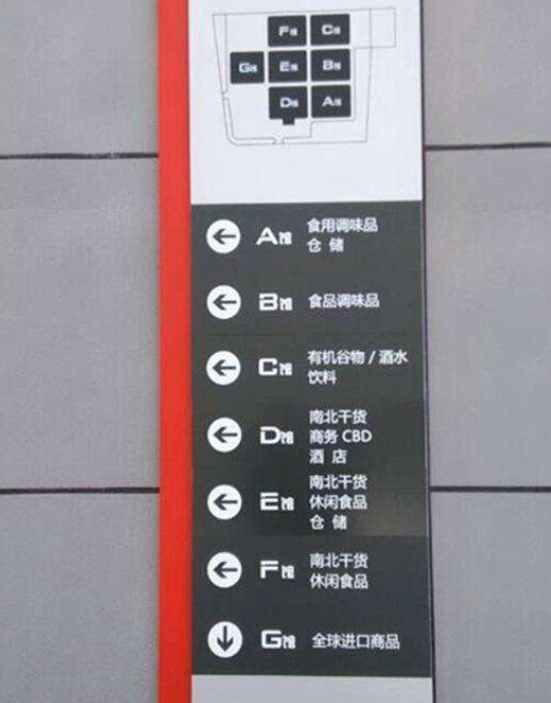 F馆 C馆
G馆 E馆 B馆
D馆 A馆
A馆 食用调味品
仓 储
B馆 食品调味品
C馆 有机谷物 / 酒水
饮料
D馆 南北干货
商务 CBD
酒 店
E馆 南北干货
休闲食品
仓 储
F馆 南北干货
休闲食品
G馆 全球进口商品